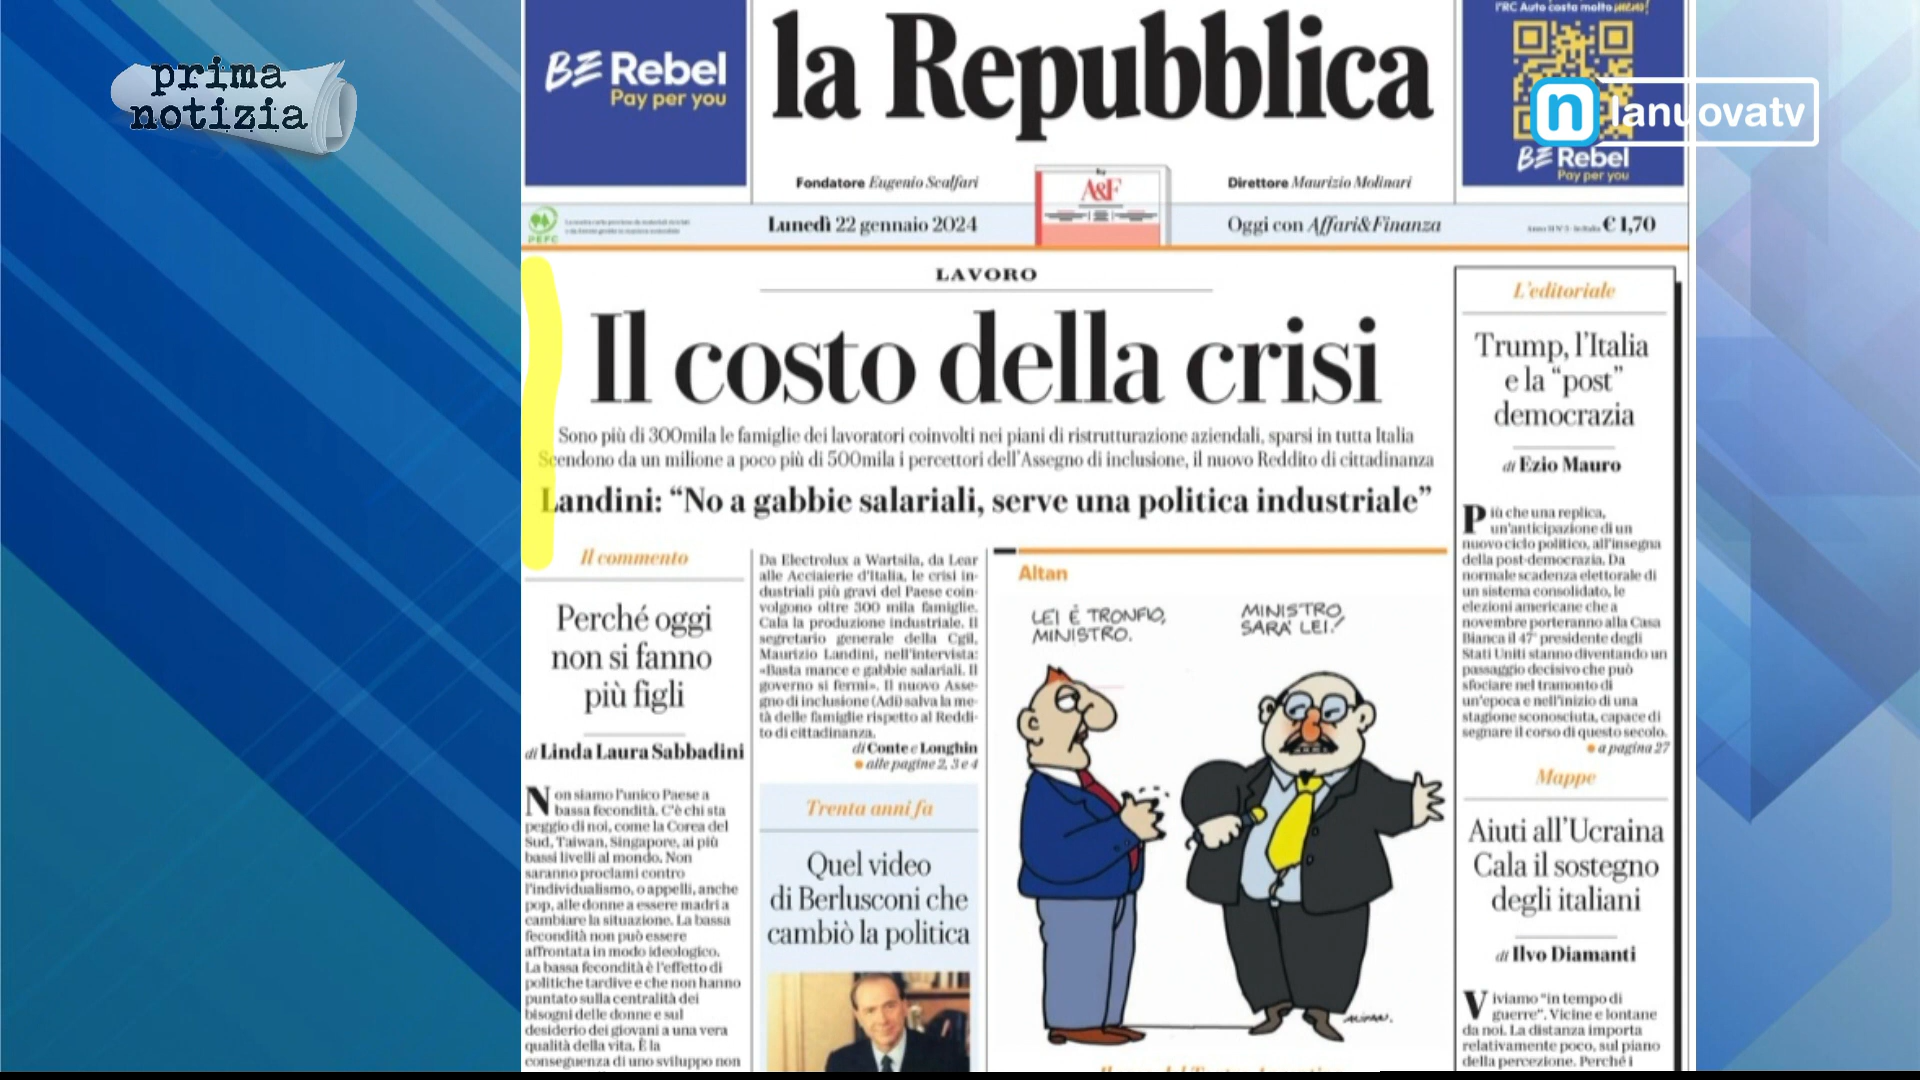 prima
notizia
BE Rebel
Pay per you
la Repubblica
l'RC Auto costa molto meno!
n lanuovatv
BE Rebel
Pay per you
Fondatore Eugenio Scalfari
by
A&F
Direttore Maurizio Molinari
PEFC
Lunedì 22 gennaio 2024
Oggi con Affari&Finanza
€ 1,70
LAVORO
Il costo della crisi
Sono più di 300mila le famiglie dei lavoratori coinvolti nei piani di ristrutturazione aziendali, sparsi in tutta Italia
Scendono da un milione a poco più di 500mila i percettori dell'Assegno di inclusione, il nuovo Reddito di cittadinanza
Landini: “No a gabbie salariali, serve una politica industriale”
Il commento
Perché oggi
non si fanno
più figli
di Linda Laura Sabbadini
Non siamo l'unico Paese a
bassa fecondità. C'è chi sta
peggio di noi, come la Corea del
Sud, Taiwan, Singapore, ai più
bassi livelli al mondo. Non
saranno proclami contro
l'individualismo, o appelli, anche
pop, alle donne a essere madri a
cambiare la situazione. La bassa
fecondità non può essere
affrontata in modo ideologico.
La bassa fecondità è l'effetto di
politiche tardive e che non hanno
puntato sulla centralità dei
bisogni delle donne e sul
desiderio dei giovani a una vera
qualità della vita. È la
conseguenza di uno sviluppo non
Da Electrolux a Wartsila, da Lear
alle Acciaierie d'Italia, le crisi in-
dustriali più gravi del Paese coin-
volgono oltre 300 mila famiglie.
Cala la produzione industriale. Il
segretario generale della Cgil,
Maurizio Landini, nell'intervista:
«Basta mance e gabbie salariali. Il
governo si fermi». Il nuovo Asse-
gno di inclusione (Adi) salva la me-
tà delle famiglie rispetto al Reddi-
to di cittadinanza.
di Conte e Longhin
alle pagine 2, 3 e 4
Trenta anni fa
Quel video
di Berlusconi che
cambiò la politica
Altan
LEI È TRONFIO,
MINISTRO.
MINISTRO
SARÀ LEI!
ALTAN.
L'editoriale
Trump, l'Italia
e la “post”
democrazia
di Ezio Mauro
Più che una replica,
un'anticipazione di un
nuovo ciclo politico, all'insegna
della post-democrazia. Da
normale scadenza elettorale di
un sistema consolidato, le
elezioni americane che a
novembre porteranno alla Casa
Bianca il 47° presidente degli
Stati Uniti stanno diventando un
passaggio decisivo che può
sfociare nel tramonto di
un'epoca e nell'inizio di una
stagione sconosciuta, capace di
segnare il corso di questo secolo.
a pagina 27
Mappe
Aiuti all'Ucraina
Cala il sostegno
degli italiani
di Ilvo Diamanti
Viviamo “in tempo di
guerre”. Vicine e lontane
da noi. La distanza importa
relativamente poco, sul piano
della percezione. Perché i